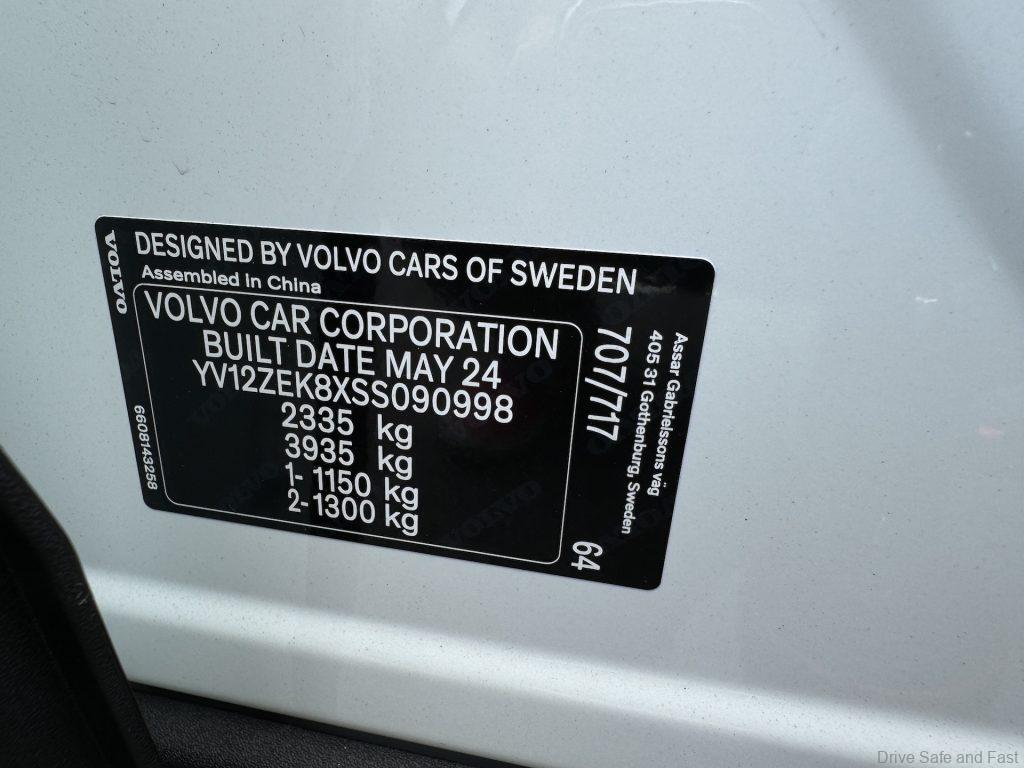 VOLVO
DESIGNED BY VOLVO CARS OF SWEDEN
Assembled in China
VOLVO CAR CORPORATION
BUILT DATE MAY 24
YV12ZEK8XSS090998
2335 kg
3935 kg
1- 1150 kg
2-1300 kg
6608143258
707/717
64
Assar Gabrielssons väg
405 31 Gothenburg, Sweden
Drive Safe and Fast